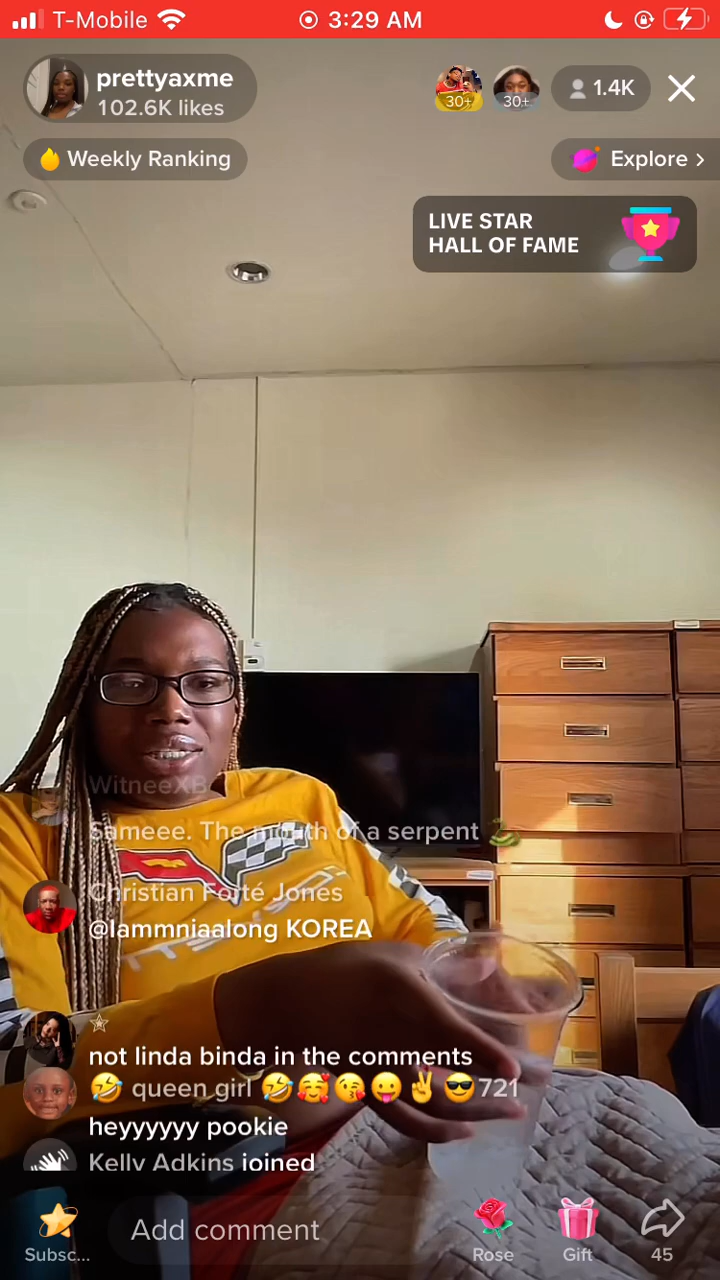 T-Mobile
3:29 AM
prettyaxme
102.6K likes
30+
30+
1.4K
Weekly Ranking
Explore >
LIVE STAR
HALL OF FAME
WitneeXB
Sameee. The mouth of a serpent 🐍
Christian Forté Jones
@Iammniaalong KOREA
not linda binda in the comments
🤣 queen girl 🤣🥰😘😛✌️😎721
heyyyyyy pookie
Kelly Adkins joined
Subsc...
Add comment
Rose
Gift
45